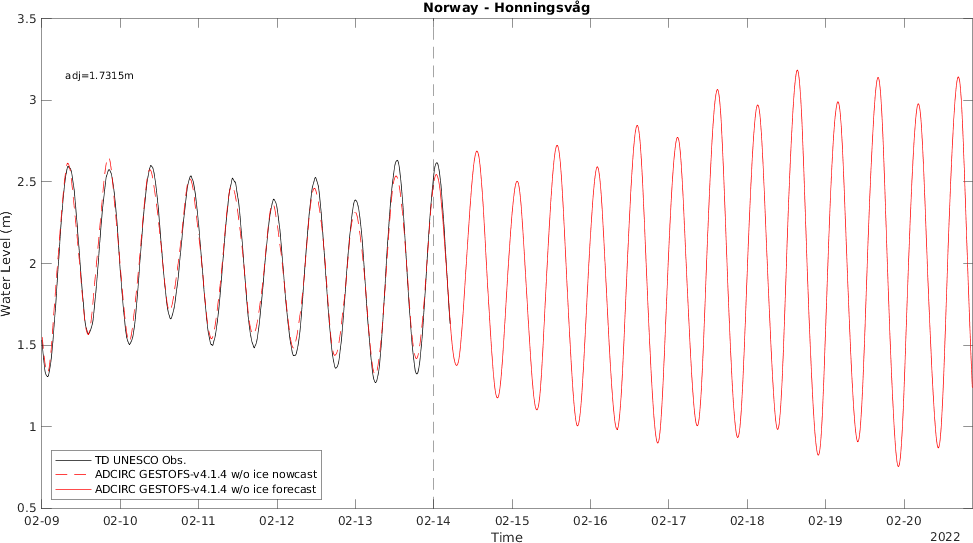 Norway - Honningsvåg
3.5
adj=1.7315m
3
2.5
Water Level (m)
2
1.5
1
TD UNESCO Obs.
ADCIRC GESTOFS-v4.1.4 w/o ice nowcast
ADCIRC GESTOFS-v4.1.4 w/o ice forecast
0.5
02-09 02-10 02-11 02-12 02-13 02-14 02-15 02-16 02-17 02-18 02-19 02-20
Time
2022